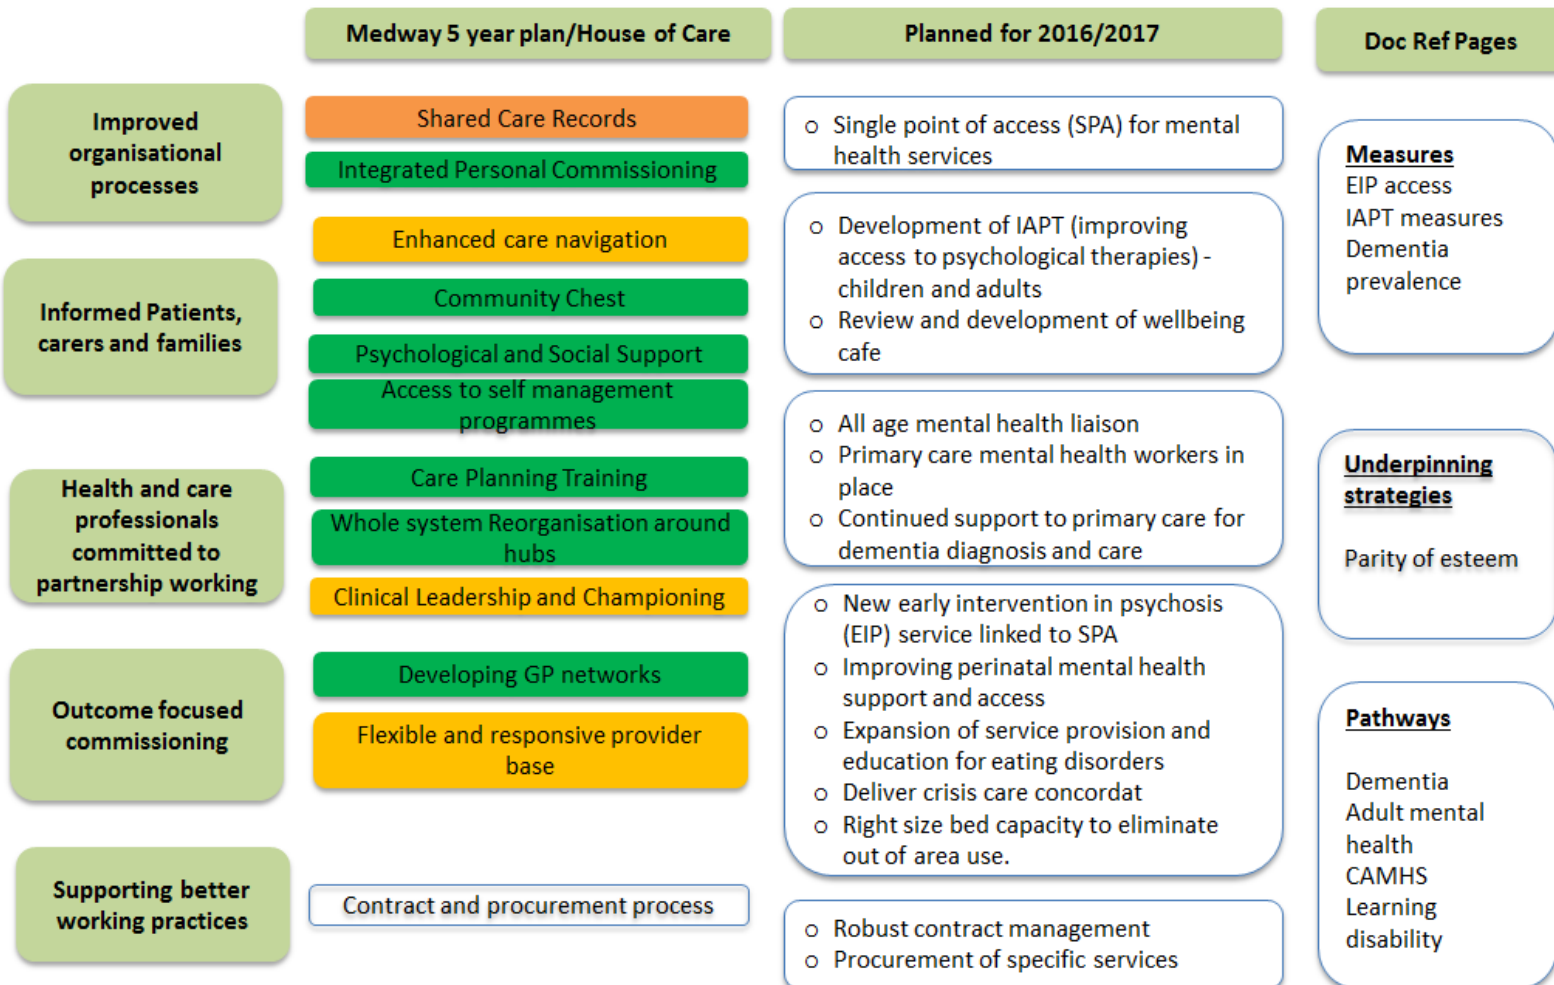 Medway 5 year plan/House of Care
Planned for 2016/2017
Doc Ref Pages
Improved
organisational
processes
Informed Patients,
carers and families
Health and care
professionals
committed to
partnership working
Outcome focused
commissioning
Supporting better
working practices
Shared Care Records
Integrated Personal Commissioning
Enhanced care navigation
Community Chest
Psychological and Social Support
Access to self management
programmes
Care Planning Training
Whole system Reorganisation around
hubs
Clinical Leadership and Championing
Developing GP networks
Flexible and responsive provider
base
Contract and procurement process
o Single point of access (SPA) for mental
health services
o Development of IAPT (improving
access to psychological therapies) -
children and adults
o Review and development of wellbeing
cafe
o All age mental health liaison
o Primary care mental health workers in
place
o Continued support to primary care for
dementia diagnosis and care
o New early intervention in psychosis
(EIP) service linked to SPA
o Improving perinatal mental health
support and access
o Expansion of service provision and
education for eating disorders
o Deliver crisis care concordat
o Right size bed capacity to eliminate
out of area use.
o Robust contract management
o Procurement of specific services
Measures
EIP access
IAPT measures
Dementia
prevalence
Underpinning
strategies
Parity of esteem
Pathways
Dementia
Adult mental
health
CAMHS
Learning
disability